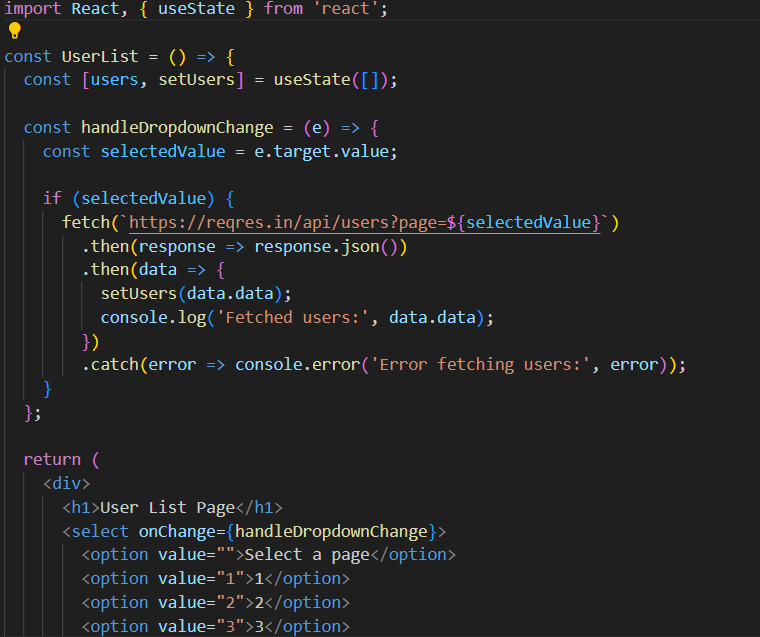 import React, { useState } from 'react';
const UserList = () => {
const [users, setUsers] = useState([]);
const handleDropdownChange = (e) => {
const selectedValue = e.target.value;
if (selectedValue) {
fetch(`https://reqres.in/api/users?page=${selectedValue}`)
.then(response => response.json())
.then(data => {
setUsers(data.data);
console.log('Fetched users:', data.data);
})
.catch(error => console.error('Error fetching users:', error));
}
};
return (
<div>
<h1>User List Page</h1>
<select onChange={handleDropdownChange}>
<option value="">Select a page</option>
<option value="1">1</option>
<option value="2">2</option>
<option value="3">3</option>